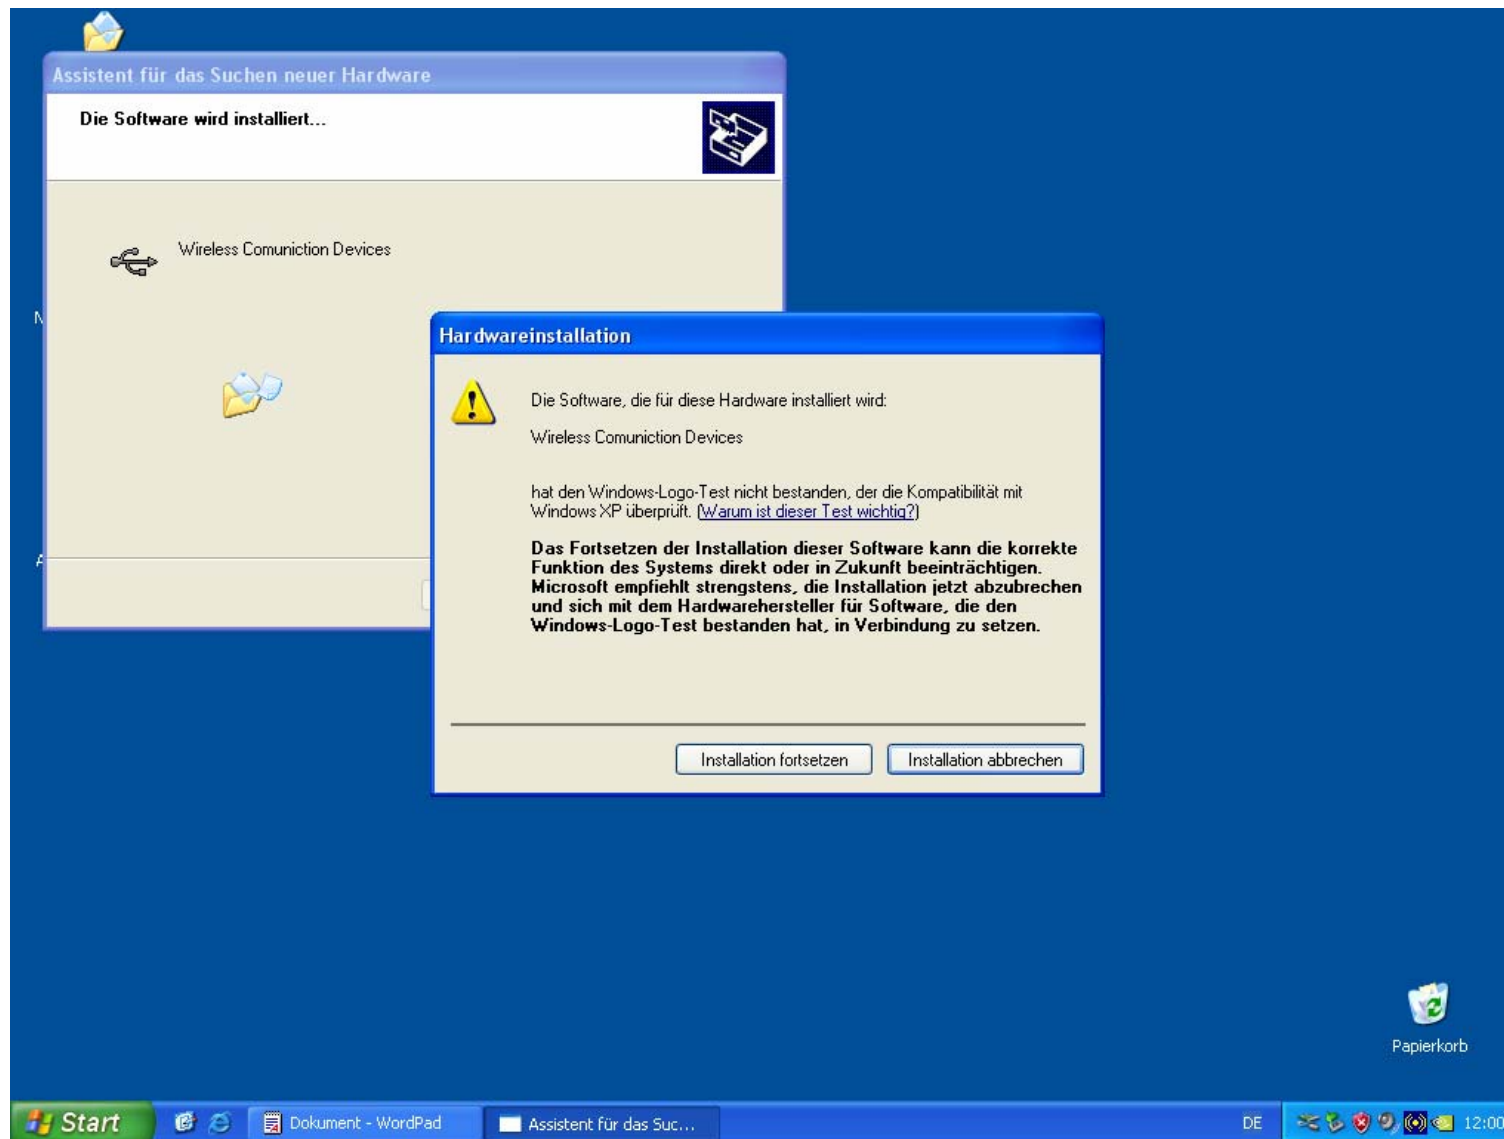 Assistent für das Suchen neuer Hardware
Die Software wird installiert...
Wireless Comuniction Devices
Hardwareinstallation
Die Software, die für diese Hardware installiert wird:
Wireless Comuniction Devices
hat den Windows-Logo-Test nicht bestanden, der die Kompatibilität mit
Windows XP überprüft. (Warum ist dieser Test wichtig?)
Das Fortsetzen der Installation dieser Software kann die korrekte
Funktion des Systems direkt oder in Zukunft beeinträchtigen.
Microsoft empfiehlt strengstens, die Installation jetzt abzubrechen
und sich mit dem Hardwarehersteller für Software, die den
Windows-Logo-Test bestanden hat, in Verbindung zu setzen.
Installation fortsetzen
Installation abbrechen
Papierkorb
Start
Dokument - WordPad
Assistent für das Suc...
DE
12:00